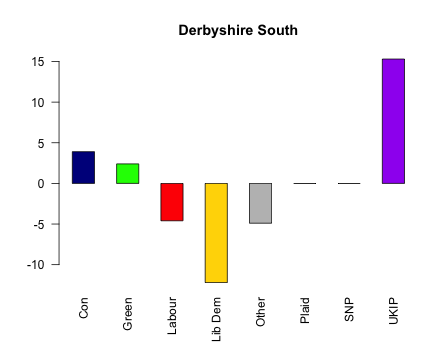 Derbyshire South
15
10
5
0
-5
-10
Con
Green
Labour
Lib Dem
Other
Plaid
SNP
UKIP